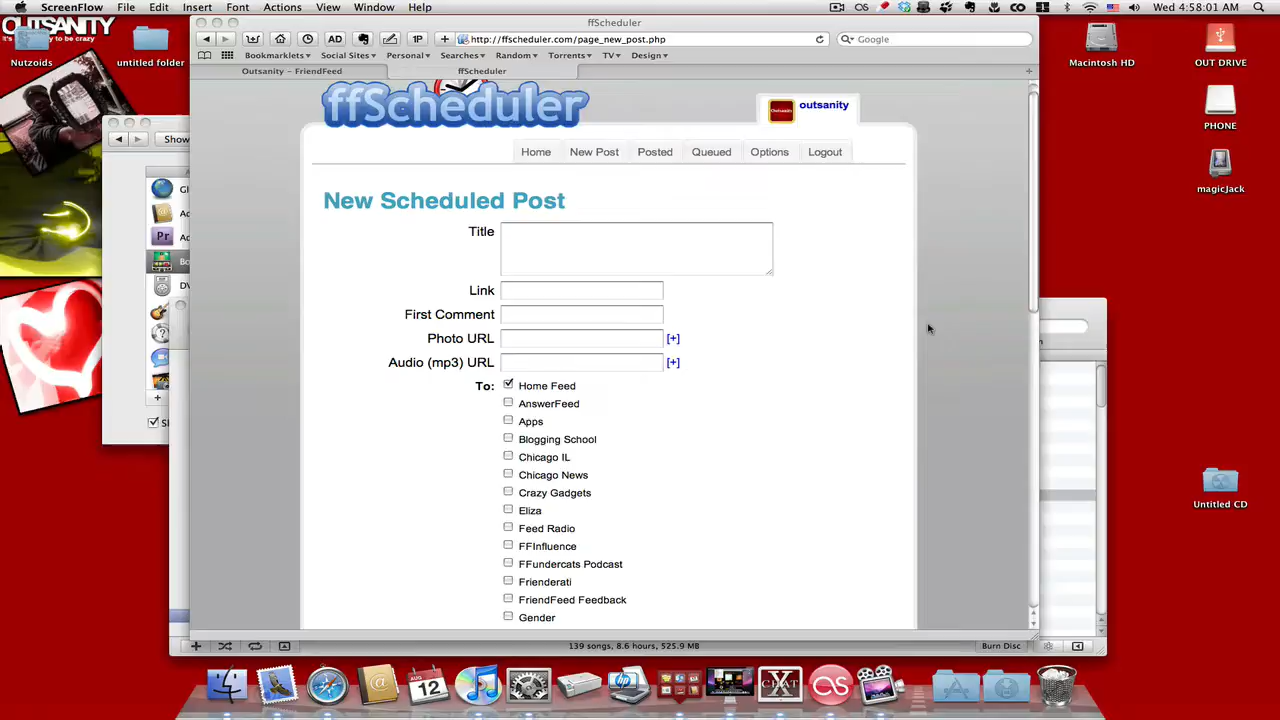 ScreenFlow File Edit Insert Font Actions View Window Help
Wed 4:58:01 AM
OUTSANITY
Nutzoids
untitled folder
Macintosh HD
OUT DRIVE
PHONE
magicJack
Untitled CD
Show
ffScheduler
AD
1P
http://ffscheduler.com/page_new_post.php
Google
Bookmarklets Social Sites Personal Searches Random Torrents TV Design
Outsanity – FriendFeed
ffScheduler
ffScheduler
outsanity
Home New Post Posted Queued Options Logout
New Scheduled Post
Title
Link
First Comment
Photo URL [+]
Audio (mp3) URL [+]
To: Home Feed
AnswerFeed
Apps
Blogging School
Chicago IL
Chicago News
Crazy Gadgets
Eliza
Feed Radio
FFInfluence
FFundercats Podcast
Frienderati
FriendFeed Feedback
Gender
139 songs, 8.6 hours, 525.9 MB
Burn Disc
AUG
12
XCHAT